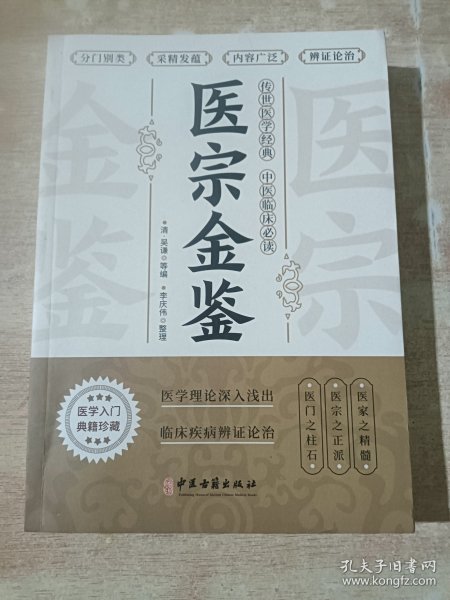 分门别类
采精发蕴
内容广泛
辨证论治
传世医学经典 中医临床必读
医宗金鉴
清·吴谦 等编
李庆伟 整理
医宗
金鉴
医学入门
典籍珍藏
医学理论深入浅出
临床疾病辨证论治
医家之精髓
医宗之正派
医门之柱石
中医古籍出版社
孔夫子旧书网
www.kongfz.com